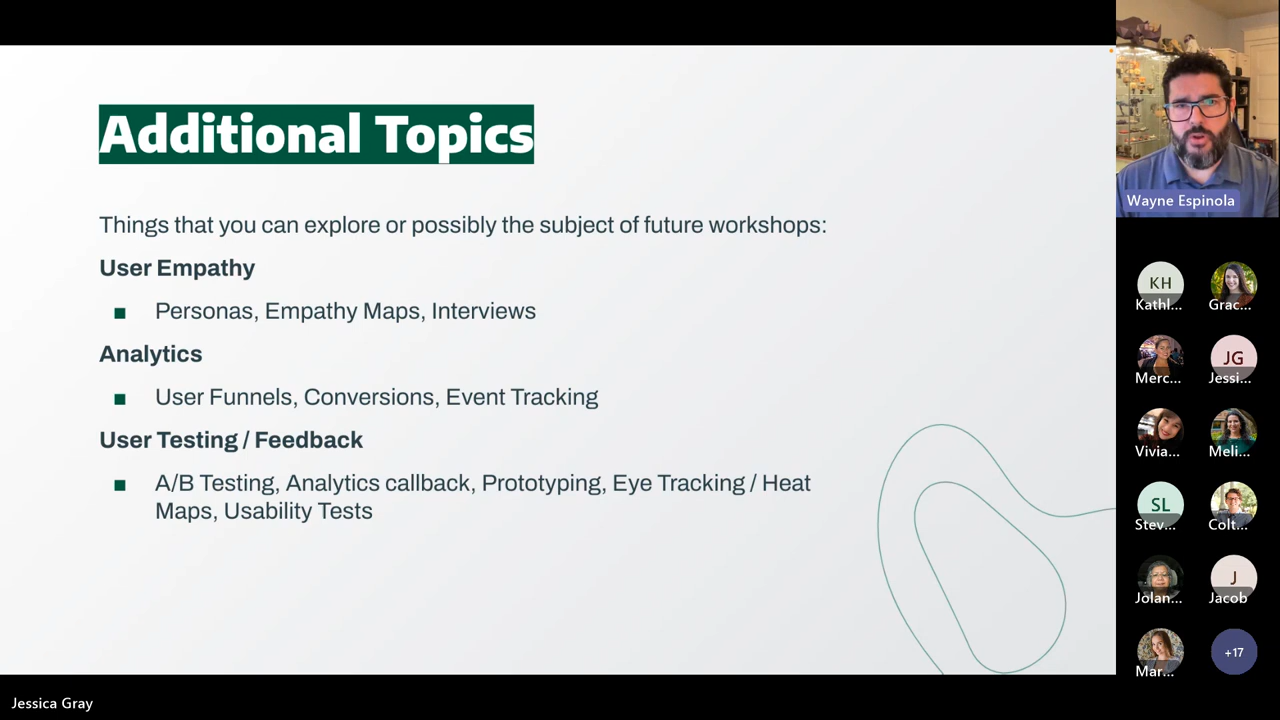 Additional Topics
Things that you can explore or possibly the subject of future workshops:
User Empathy
Personas, Empathy Maps, Interviews
Analytics
User Funnels, Conversions, Event Tracking
User Testing / Feedback
A/B Testing, Analytics callback, Prototyping, Eye Tracking / Heat
Maps, Usability Tests
Wayne Espinola
KH
Kathl...
Grac...
Merc...
JG
Jessi...
Vivia...
Meli...
SL
Stev...
Colt...
Jolan...
J
Jacob
Mar...
+17
Jessica Gray